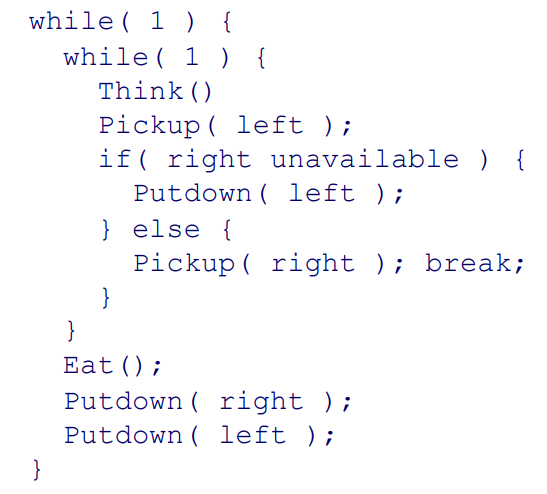 while( 1 ) {
while( 1 ) {
Think()
Pickup( left );
if( right unavailable ) {
Putdown( left );
} else {
Pickup( right ); break;
}
}
Eat();
Putdown( right );
Putdown( left );
}